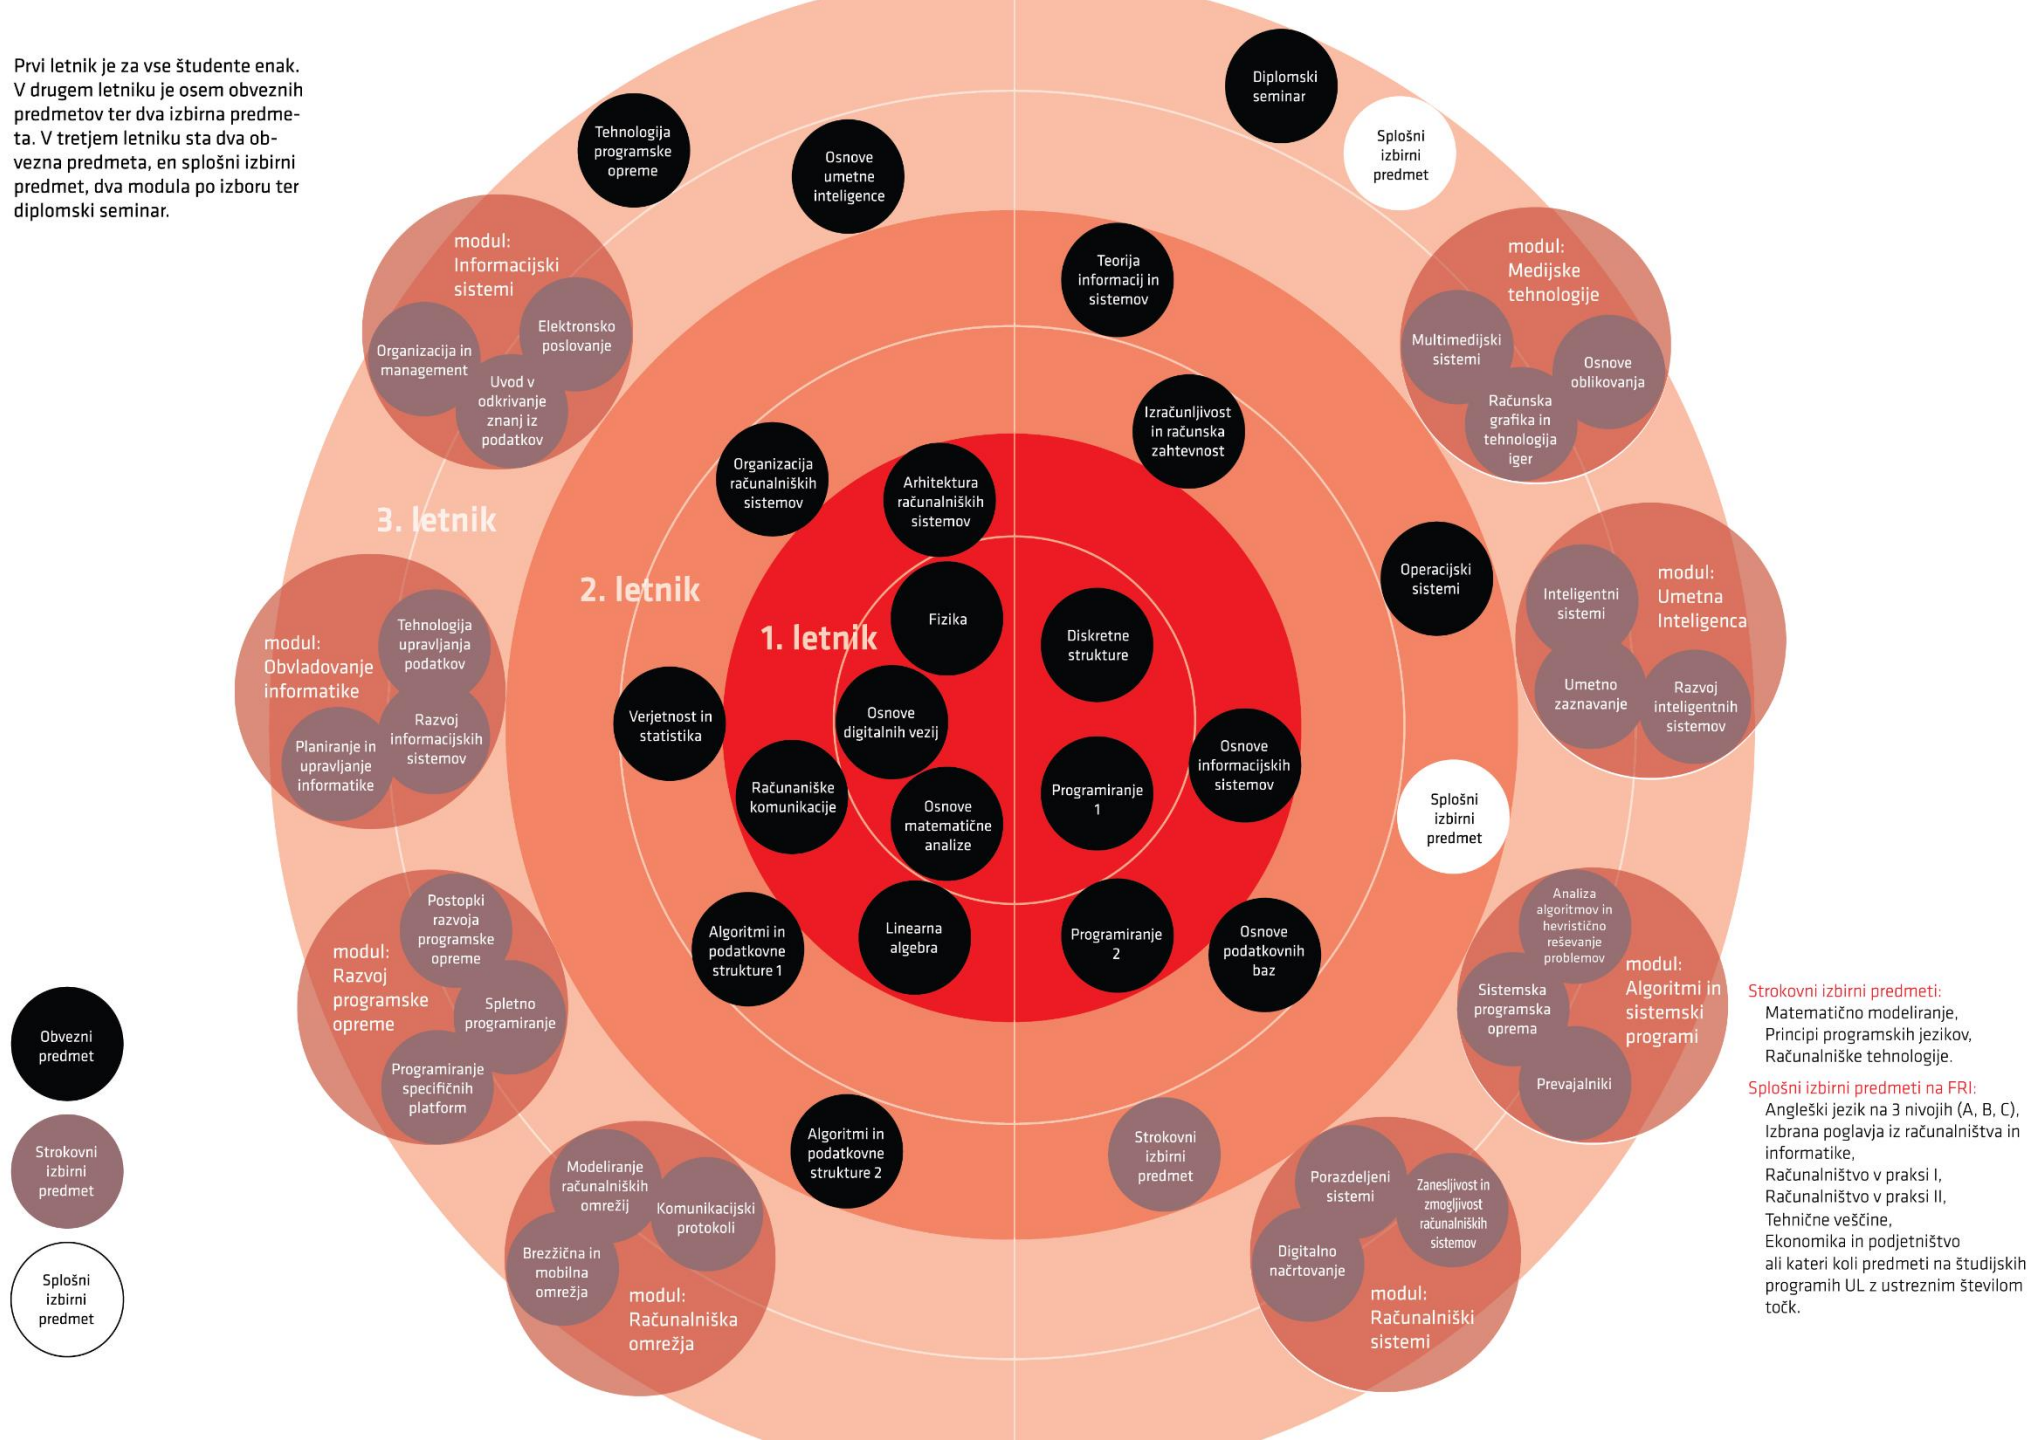 Prvi letnik je za vse študente enak.
V drugem letniku je osem obveznih
predmetov ter dva izbirna predme-
ta. V tretjem letniku sta dva ob-
vezna predmeta, en splošni izbirni
predmet, dva modula po izboru ter
diplomski seminar.
Diplomski
seminar
Splošni
izbirni
predmet
Tehnologija
programske
opreme
Osnove
umetne
inteligence
modul:
Informacijski
sistemi
Organizacija in
management
Elektronsko
poslovanje
Uvod v
odkrivanje
znanj iz
podatkov
Teorija
informacij in
sistemov
modul:
Medijske
tehnologije
Multimedijski
sistemi
Osnove
oblikovanja
Računska
grafika in
tehnologija
iger
Izračunljivost
in računska
zahtevnost
Organizacija
računalniških
sistemov
Arhitektura
računalniških
sistemov
3. letnik
2. letnik
1. letnik
Fizika
Diskretne
strukture
Operacijski
sistemi
modul:
Umetna
Inteligenca
Inteligentni
sistemi
Umetno
zaznavanje
Razvoj
inteligentnih
sistemov
modul:
Obvladovanje
informatike
Tehnologija
upravljanja
podatkov
Planiranje in
upravljanje
informatike
Razvoj
informacijskih
sistemov
Verjetnost in
statistika
Osnove
digitalnih vezij
Računaniške
komunikacije
Osnove
matematične
analize
Programiranje
1
Osnove
informacijskih
sistemov
Splošni
izbirni
predmet
Algoritmi in
podatkovne
strukture 1
Linearna
algebra
Programiranje
2
Osnove
podatkovnih
baz
modul:
Razvoj
programske
opreme
Postopki
razvoja
programske
opreme
Spletno
programiranje
Programiranje
specifičnih
platform
modul:
Algoritmi in
sistemski
programi
Analiza
algoritmov in
hevristično
reševanje
problemov
Sistemska
programska
oprema
Prevajalniki
Algoritmi in
podatkovne
strukture 2
Strokovni
izbirni
predmet
Modeliranje
računalniških
omrežij
Komunikacijski
protokoli
Brezžična in
mobilna
omrežja
modul:
Računalniška
omrežja
Porazdeljeni
sistemi
Zanesljivost in
zmogljivost
računalniških
sistemov
Digitalno
načrtovanje
modul:
Računalniški
sistemi
Obvezni
predmet
Strokovni
izbirni
predmet
Splošni
izbirni
predmet
Strokovni izbirni predmeti:
Matematično modeliranje,
Principi programskih jezikov,
Računalniške tehnologije.
Splošni izbirni predmeti na FRI:
Angleški jezik na 3 nivojih (A, B, C),
Izbrana poglavja iz računalništva in
informatike,
Računalništvo v praksi I,
Računalništvo v praksi II,
Tehnične veščine,
Ekonomika in podjetništvo
ali kateri koli predmeti na študijskih
programih UL z ustreznim številom
točk.